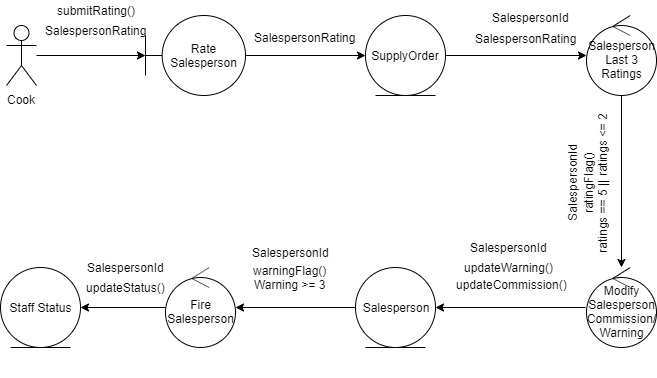 submitRating()
SalespersonRating
Cook
Rate
Salesperson
SalespersonRating
SupplyOrder
SalespersonId
SalespersonRating
Salesperson
Last 3
Ratings
SalespersonId
ratingFlag()
ratings == 5 || ratings <= 2
Modify
Salesperson
Commission/
Warning
SalespersonId
updateWarning()
updateCommission()
Salesperson
SalespersonId
warningFlag()
Warning >= 3
Fire
Salesperson
SalespersonId
updateStatus()
Staff Status